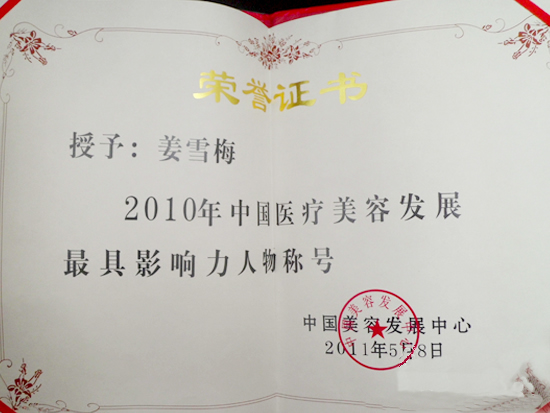 荣誉证书
授予：姜雪梅
2010年中国医疗美容发展
最具影响力人物称号
中国美容发展中心
2011年5月8日